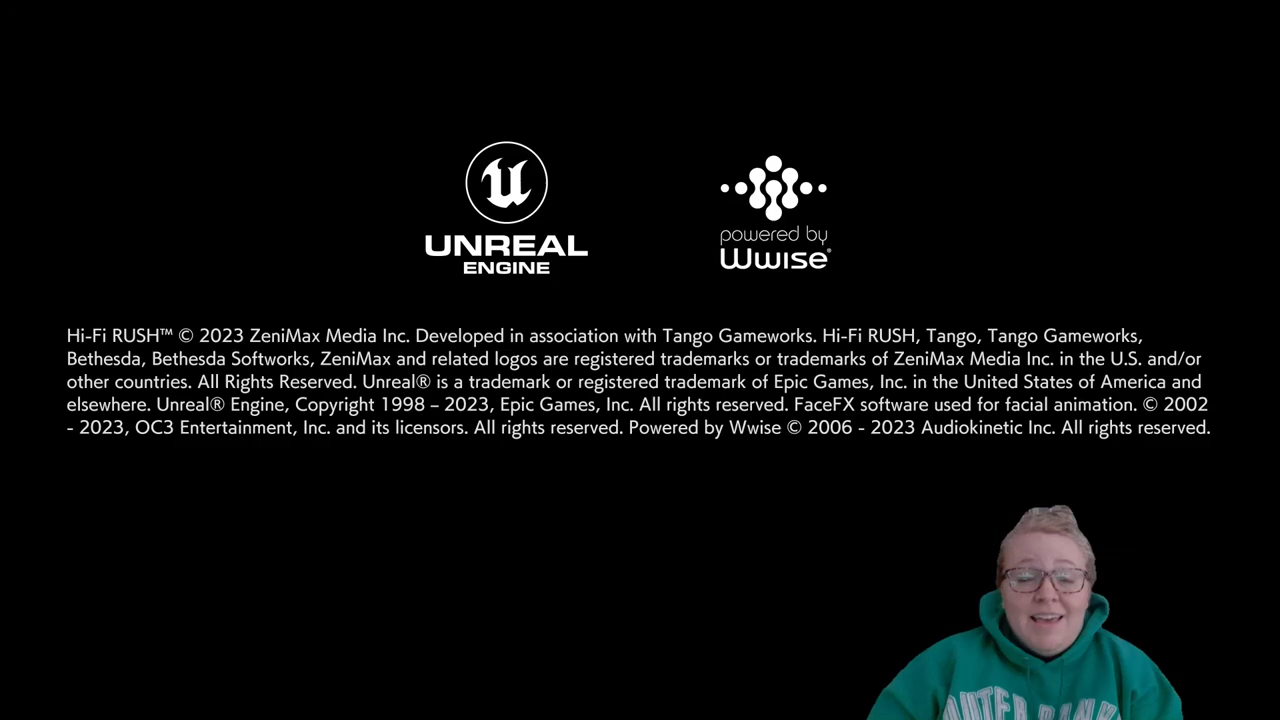 UNREAL
ENGINE
powered by
Wwise®
Hi-Fi RUSH™ © 2023 ZeniMax Media Inc. Developed in association with Tango Gameworks. Hi-Fi RUSH, Tango, Tango Gameworks,
Bethesda, Bethesda Softworks, ZeniMax and related logos are registered trademarks or trademarks of ZeniMax Media Inc. in the U.S. and/or
other countries. All Rights Reserved. Unreal® is a trademark or registered trademark of Epic Games, Inc. in the United States of America and
elsewhere. Unreal® Engine, Copyright 1998 – 2023, Epic Games, Inc. All rights reserved. FaceFX software used for facial animation. © 2002
- 2023, OC3 Entertainment, Inc. and its licensors. All rights reserved. Powered by Wwise © 2006 - 2023 Audiokinetic Inc. All rights reserved.
OUTER BANK